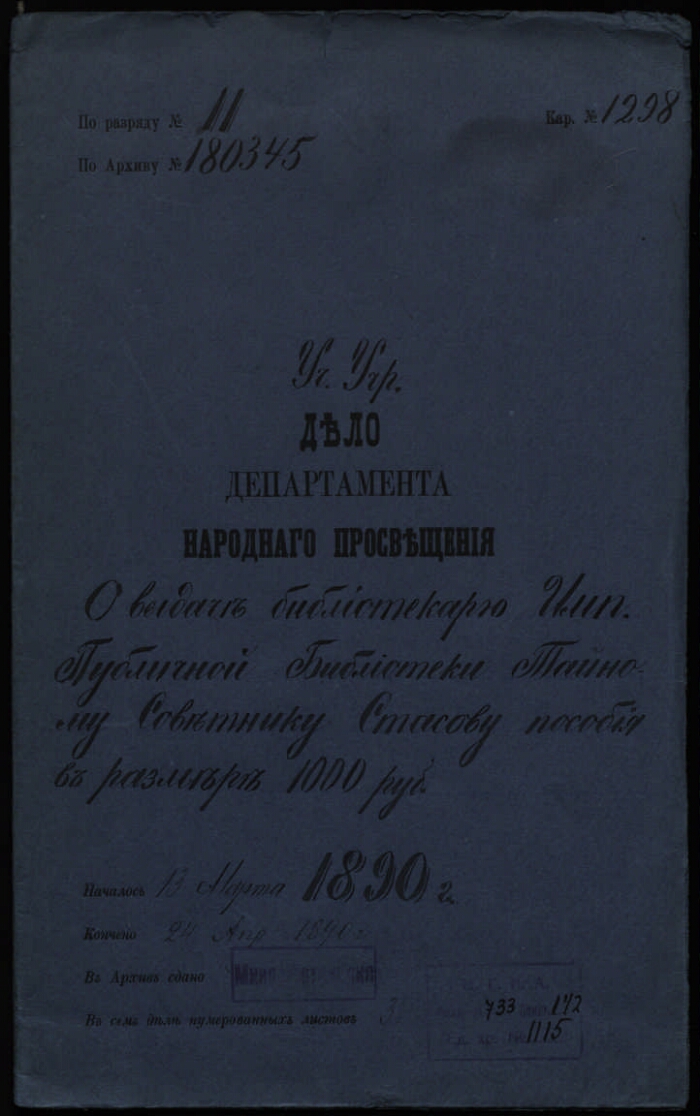 По разряду № 11
Кар. № 1298
По Архиву № 180345
Уч. Учр.
ДѢЛО
ДЕПАРТАМЕНТА
НАРОДНАГО ПРОСВѢЩЕНІЯ
О выдачѣ библіотекарю Имп.
Публичной Библіотеки Тайно-
му Совѣтнику Стасову пособія
въ размѣрѣ 1000 руб.
Началось 13 Марта 1890 г.
Кончено 24 Апр 1890 г.
Въ Архивъ сдано
Въ семъ дѣлѣ нумерованныхъ листовъ
733 142
1115